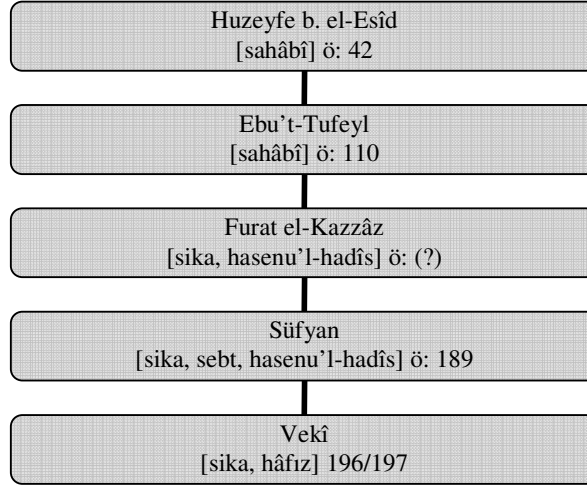 Huzeyfe b. el-Esîd
[sahâbî] ö: 42
Ebu’t-Tufeyl
[sahâbî] ö: 110
Furat el-Kazzâz
[sika, hasenu’l-hadîs] ö: (?)
Süfyan
[sika, sebt, hasenu’l-hadîs] ö: 189
Vekî
[sika, hâfız] 196/197